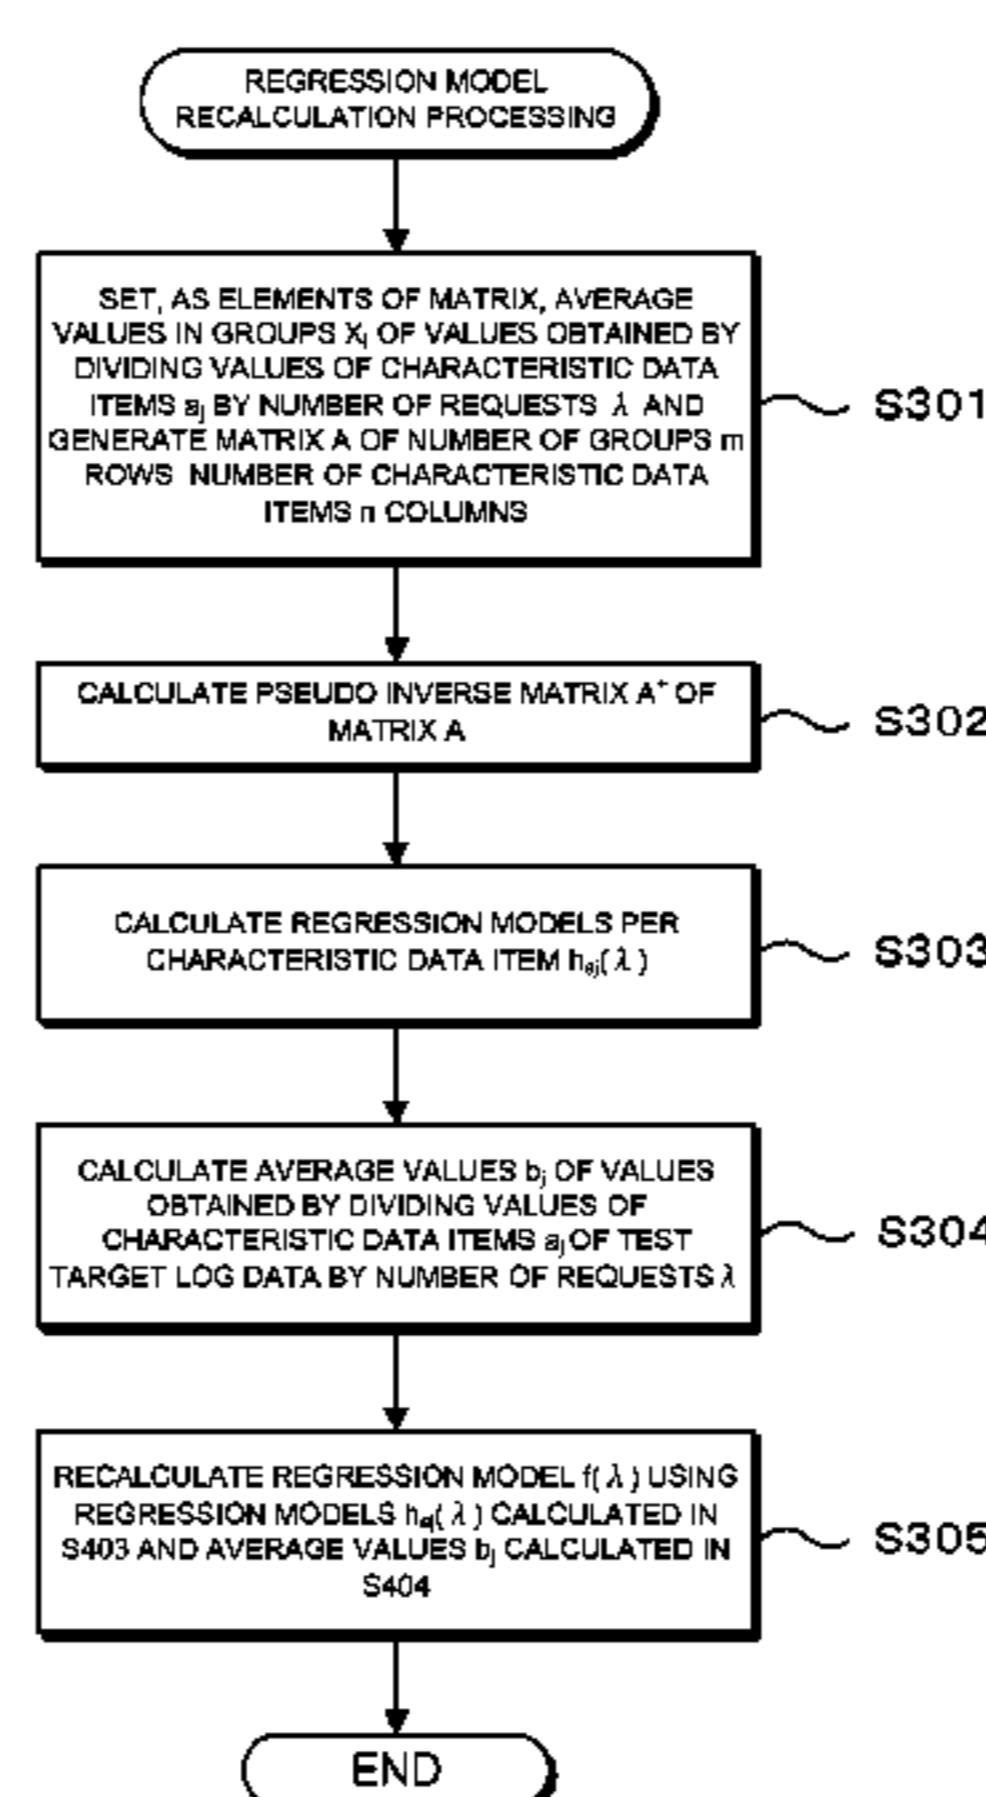 REGRESSION MODEL
RECALCULATION PROCESSING
SET, AS ELEMENTS OF MATRIX, AVERAGE
VALUES IN GROUPS Xi OF VALUES OBTAINED BY
DIVIDING VALUES OF CHARACTERISTIC DATA
ITEMS aj BY NUMBER OF REQUESTS λ AND
GENERATE MATRIX A OF NUMBER OF GROUPS m
ROWS NUMBER OF CHARACTERISTIC DATA
ITEMS n COLUMNS
S301
CALCULATE PSEUDO INVERSE MATRIX A⁺ OF
MATRIX A
S302
CALCULATE REGRESSION MODELS PER
CHARACTERISTIC DATA ITEM haj(λ)
S303
CALCULATE AVERAGE VALUES bj OF VALUES
OBTAINED BY DIVIDING VALUES OF
CHARACTERISTIC DATA ITEMS aj OF TEST
TARGET LOG DATA BY NUMBER OF REQUESTS λ
S304
RECALCULATE REGRESSION MODEL f(λ) USING
REGRESSION MODELS haj(λ) CALCULATED IN
S403 AND AVERAGE VALUES bj CALCULATED IN
S404
S305
END